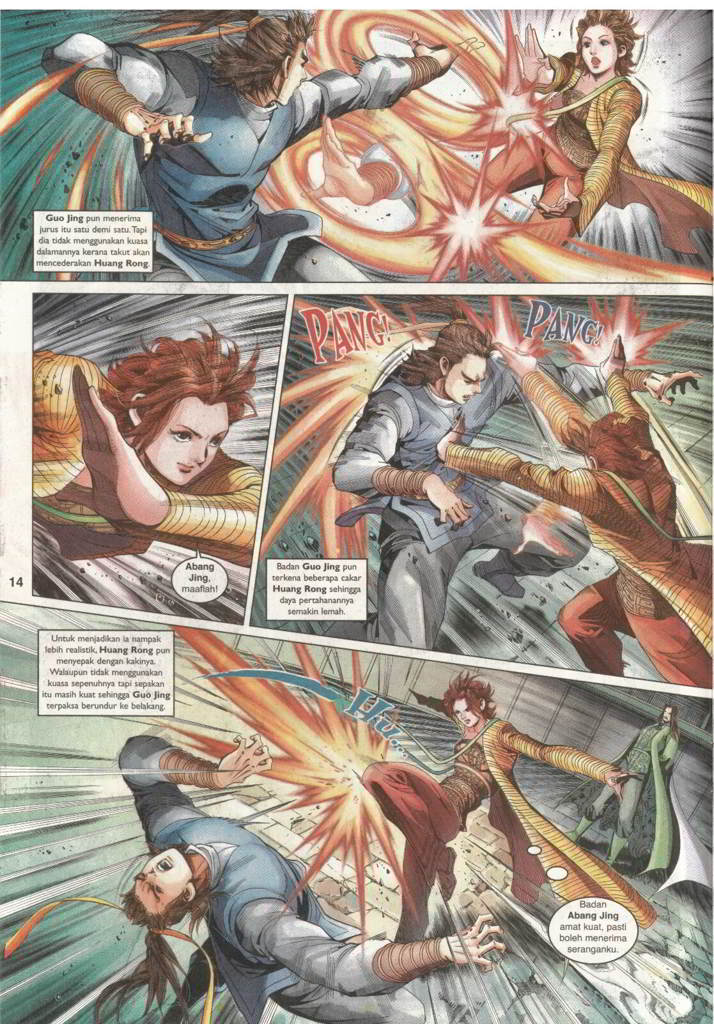 Guo Jing pun menerima
jurus itu satu demi satu. Tapi
dia tidak menggunakan kuasa
dalamannya kerana takut akan
mencederakan Huang Rong.
PANG!
PANG!
Abang
Jing,
maaflah!
Badan Guo Jing pun
terkena beberapa cakar
Huang Rong sehingga
daya pertahanannya
semakin lemah.
14
Untuk menjadikan ia nampak
lebih realistik, Huang Rong pun
menyepak dengan kakinya.
Walaupun tidak menggunakan
kuasa sepenuhnya tapi sepakan
itu masih kuat sehingga Guo Jing
terpaksa berundur ke belakang.
Hiu...
Badan
Abang Jing
amat kuat, pasti
boleh menerima
seranganku.